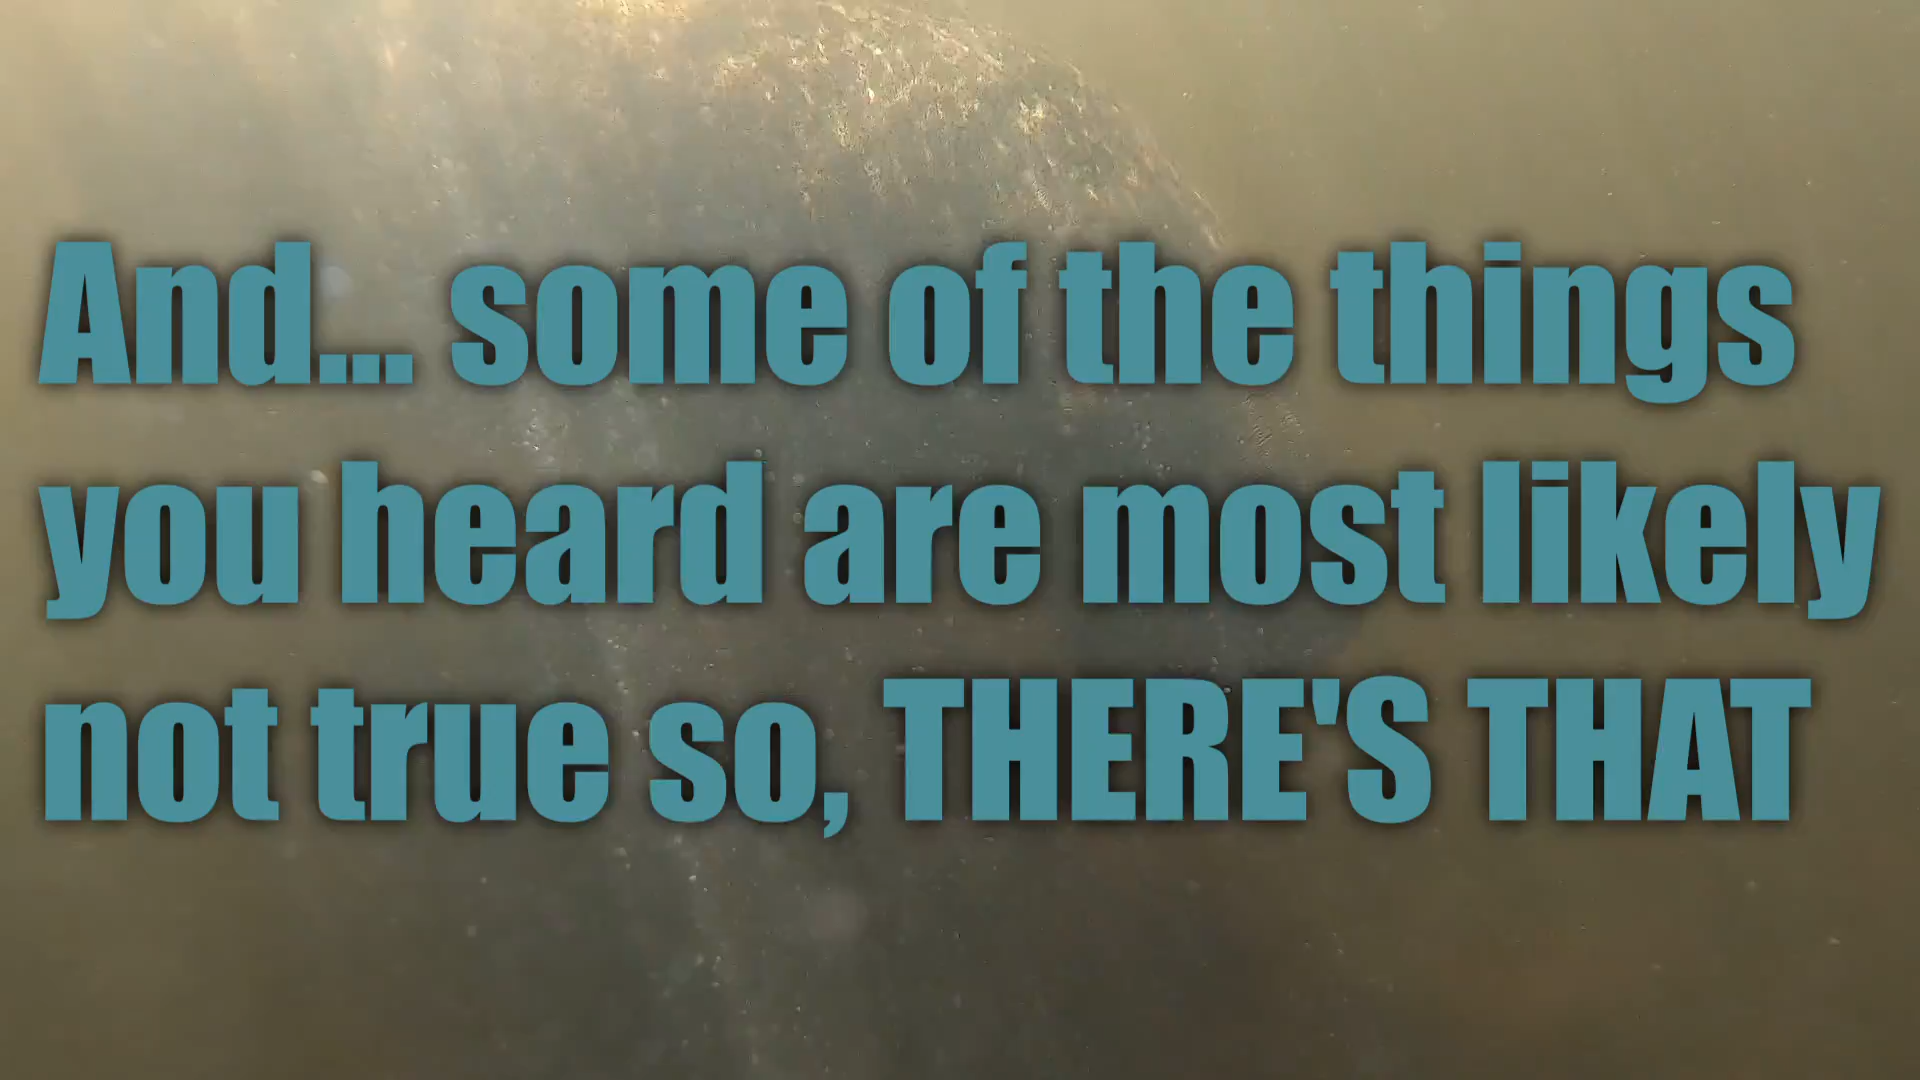 And... some of the things
you heard are most likely
not true so, THERE'S THAT